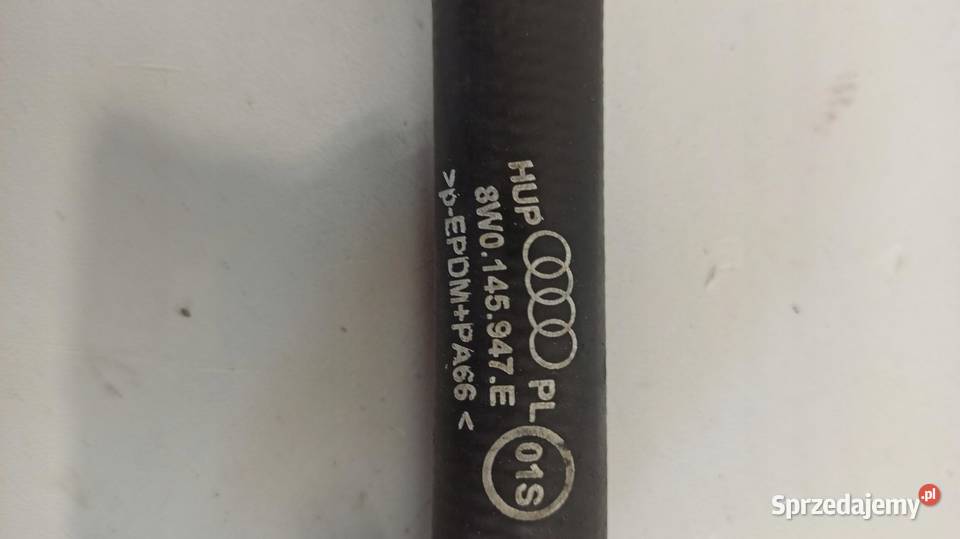 HUP PL 01S
8W0.145.947.E
>p-EPDM+PA66<
Sprzedajemy.pl